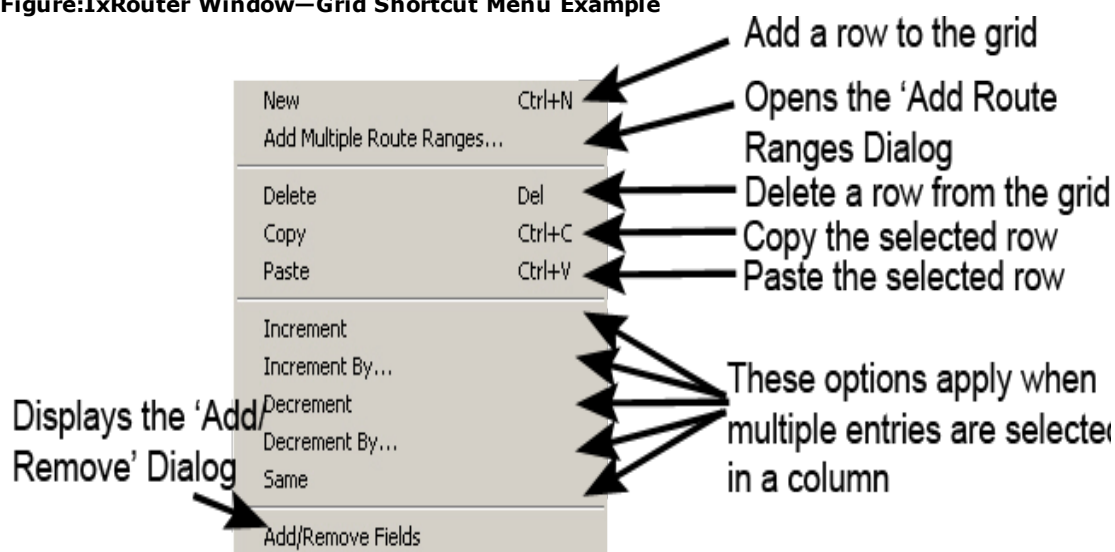 Figure:IxRouter Window—Grid Shortcut Menu Example
Add a row to the grid
New Ctrl+N
Opens the ‘Add Route
Ranges Dialog
Add Multiple Route Ranges...
Delete Del
Delete a row from the grid
Copy Ctrl+C
Copy the selected row
Paste Ctrl+V
Paste the selected row
Increment
Increment By...
Decrement
Decrement By...
Same
These options apply when
multiple entries are selected
in a column
Displays the ‘Add/
Remove’ Dialog
Add/Remove Fields